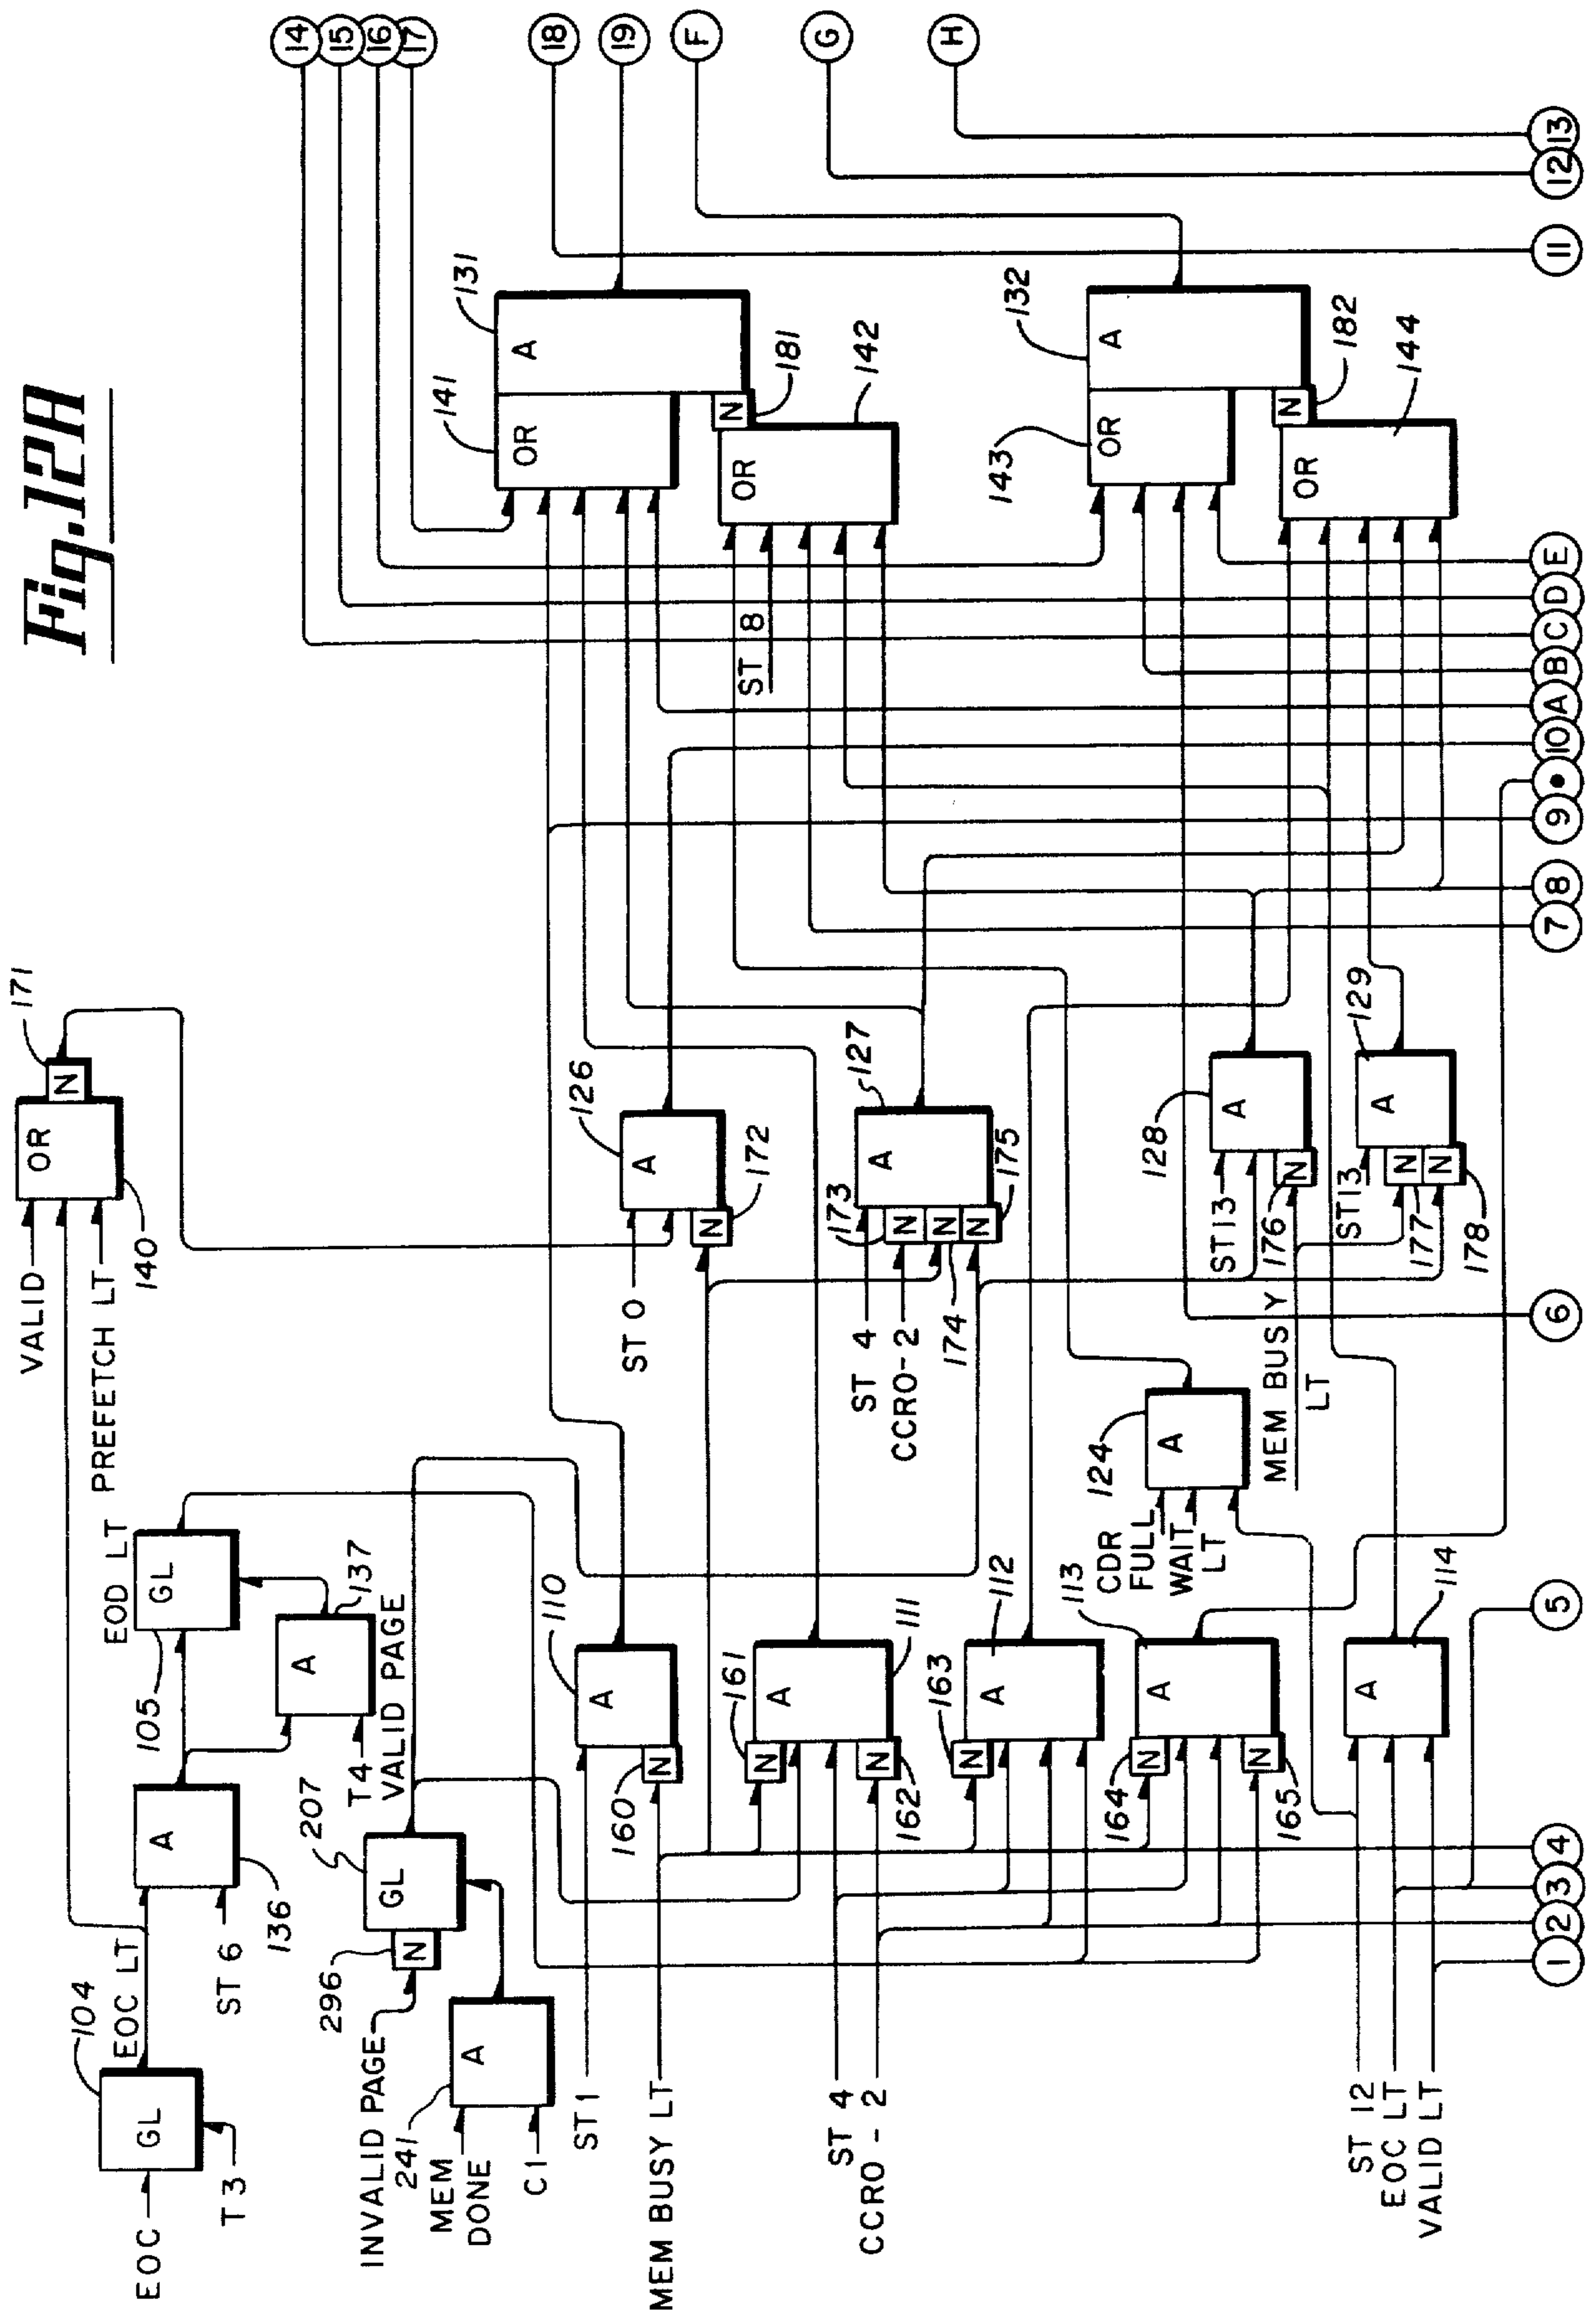 Fig. 12A
EOC
T3
GL
104
EOC LT
ST 6
A
136
105
GL
EOD LT
A
137
T4
VALID
PREFETCH LT
OR
140
N
171
INVALID PAGE
296
N
GL
207
VALID PAGE
241
MEM
DONE
C1
A
ST 1
MEM BUSY LT
160
N
A
110
ST 4
CCRO-2
161
N
A
111
162
N
163
N
A
112
164
N
A
113
165
N
ST 12
EOC LT
VALID LT
A
114
CDR
FULL
WAIT
LT
A
124
ST 0
A
126
N
172
ST 4
CCRO-2
173
N
N
N
174
175
A
127
MEM BUSY
LT
ST13
176
N
A
128
ST13
N
N
177
178
A
129
ST 18
141
OR
A
131
N
181
OR
142
143
OR
A
132
N
182
OR
144
14
15
16
17
18
19
F
G
H
1
2
3
4
5
6
7
8
9
10
A
B
C
D
E
11
12
13